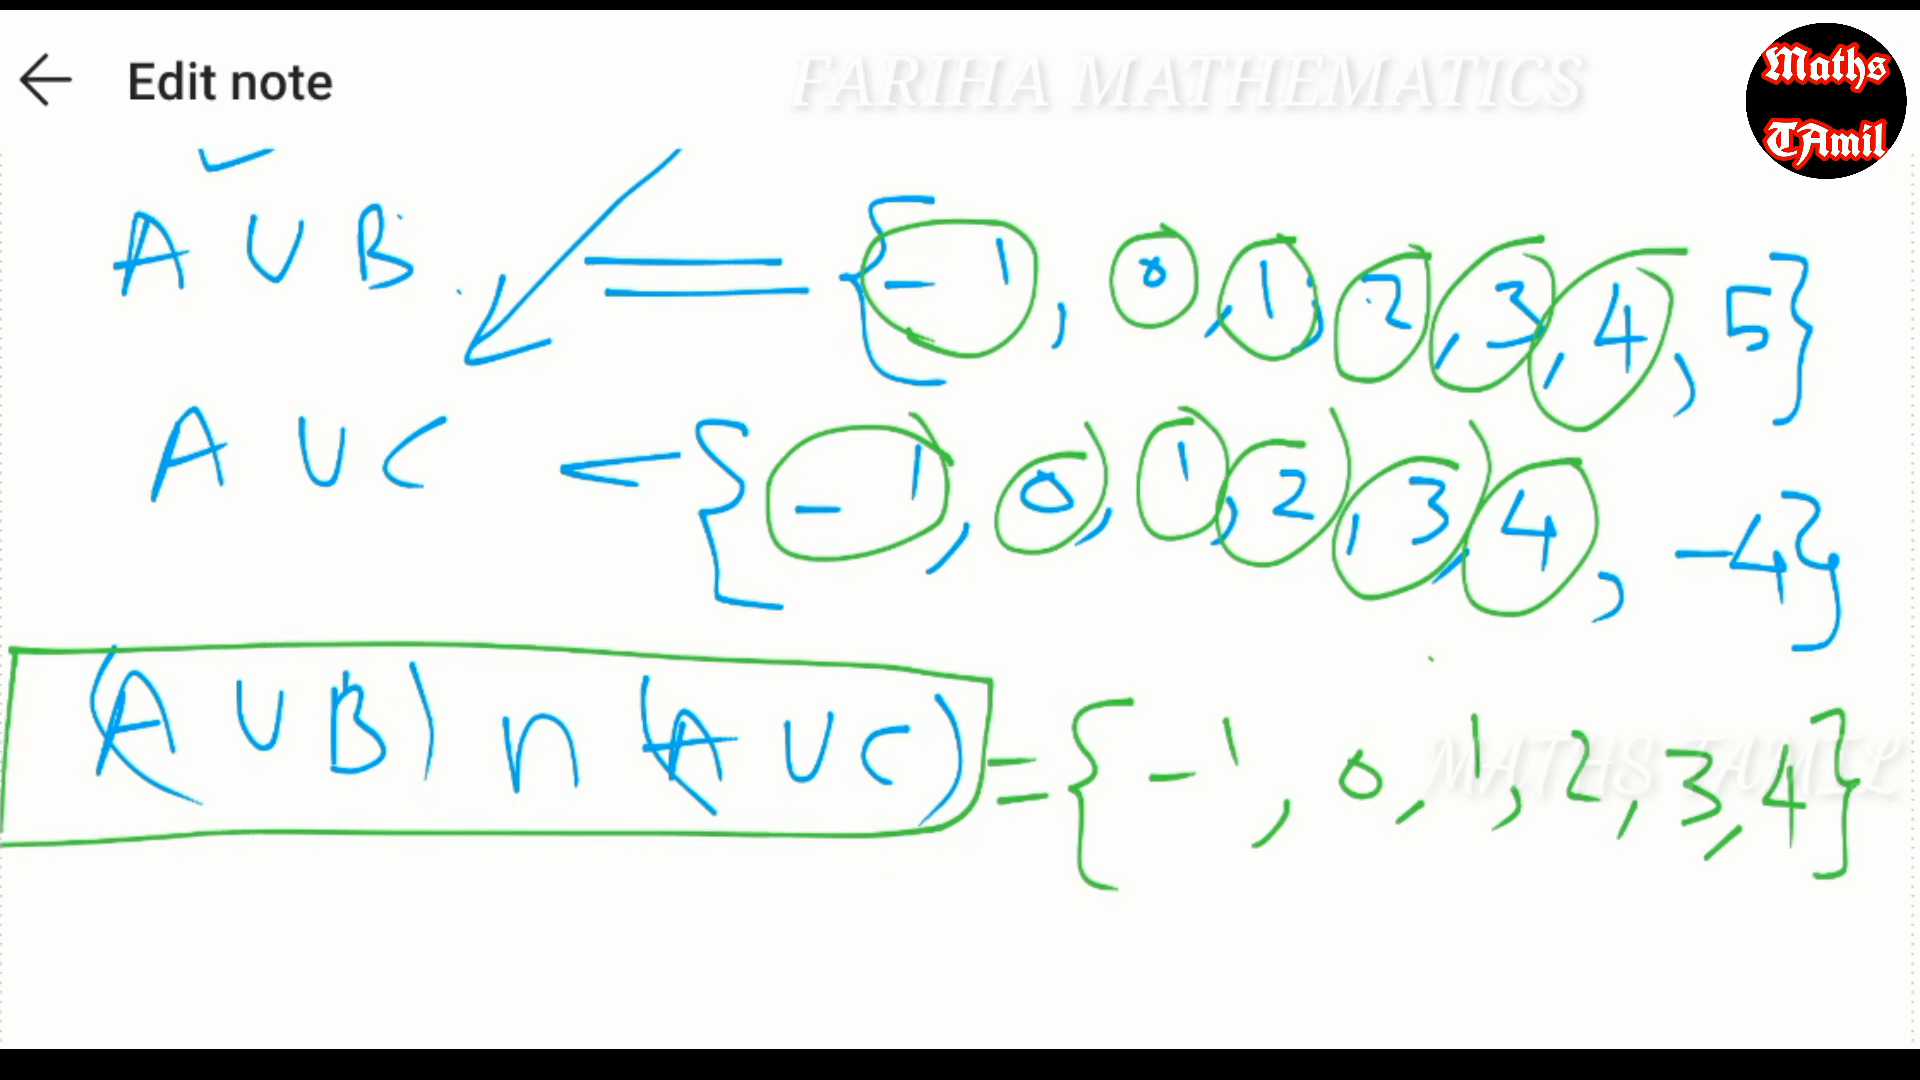 Edit note
FARIHA MATHEMATICS
Maths
TAmil
A ∪ B = {-1, 0, 1, 2, 3, 4, 5}
A ∪ C ← {-1, 0, 1, 2, 3, 4, -4}
(A ∪ B) ∩ (A ∪ C) = {-1, 0, 1, 2, 3, 4}
MATHS TAMIL